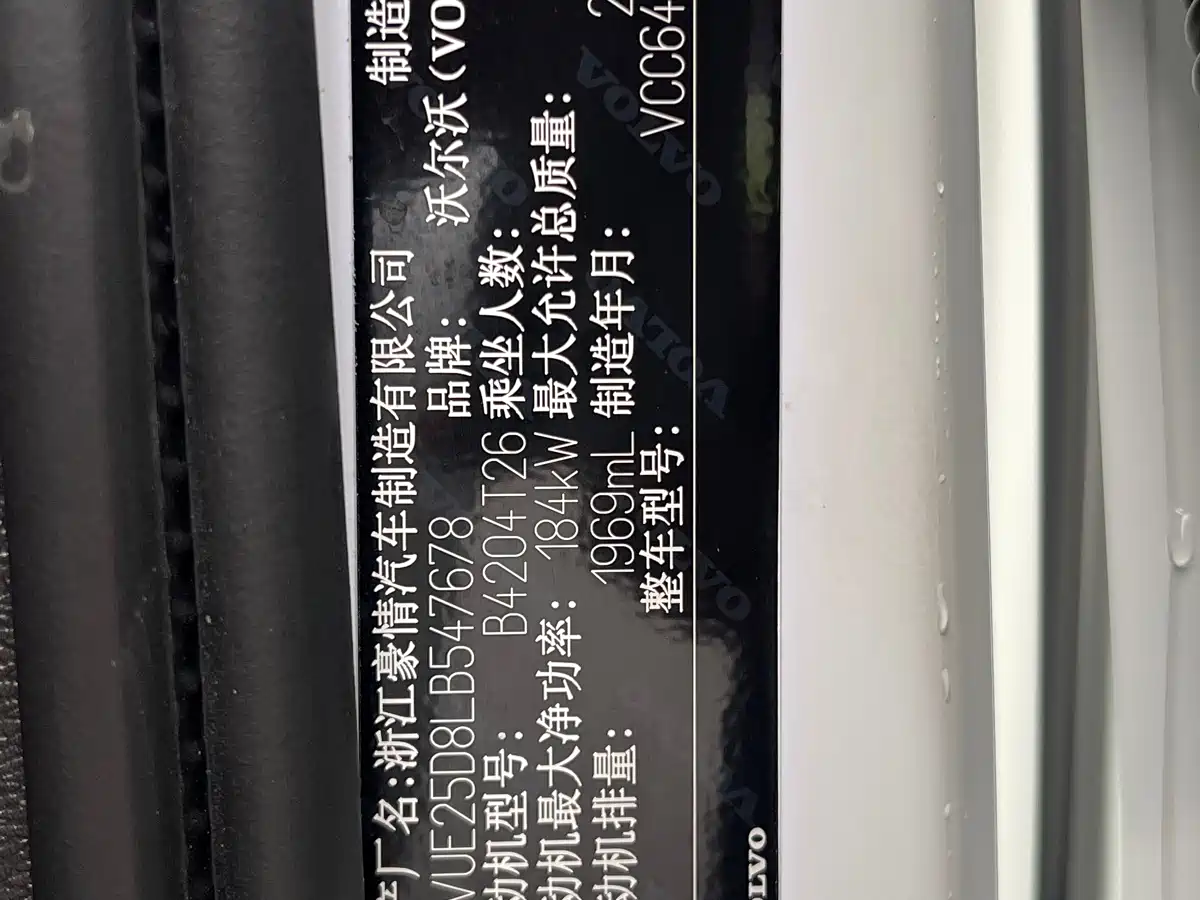 产厂名:浙江豪情汽车制造有限公司 制造
VUE25D8LB547678 品牌: 沃尔沃(VO
动机型号: B4204T26 乘坐人数:
动机最大净功率: 184kW 最大允许总质量:
动机排量: 1969mL 制造年月: 2
整车型号: VCC64
VOLVO